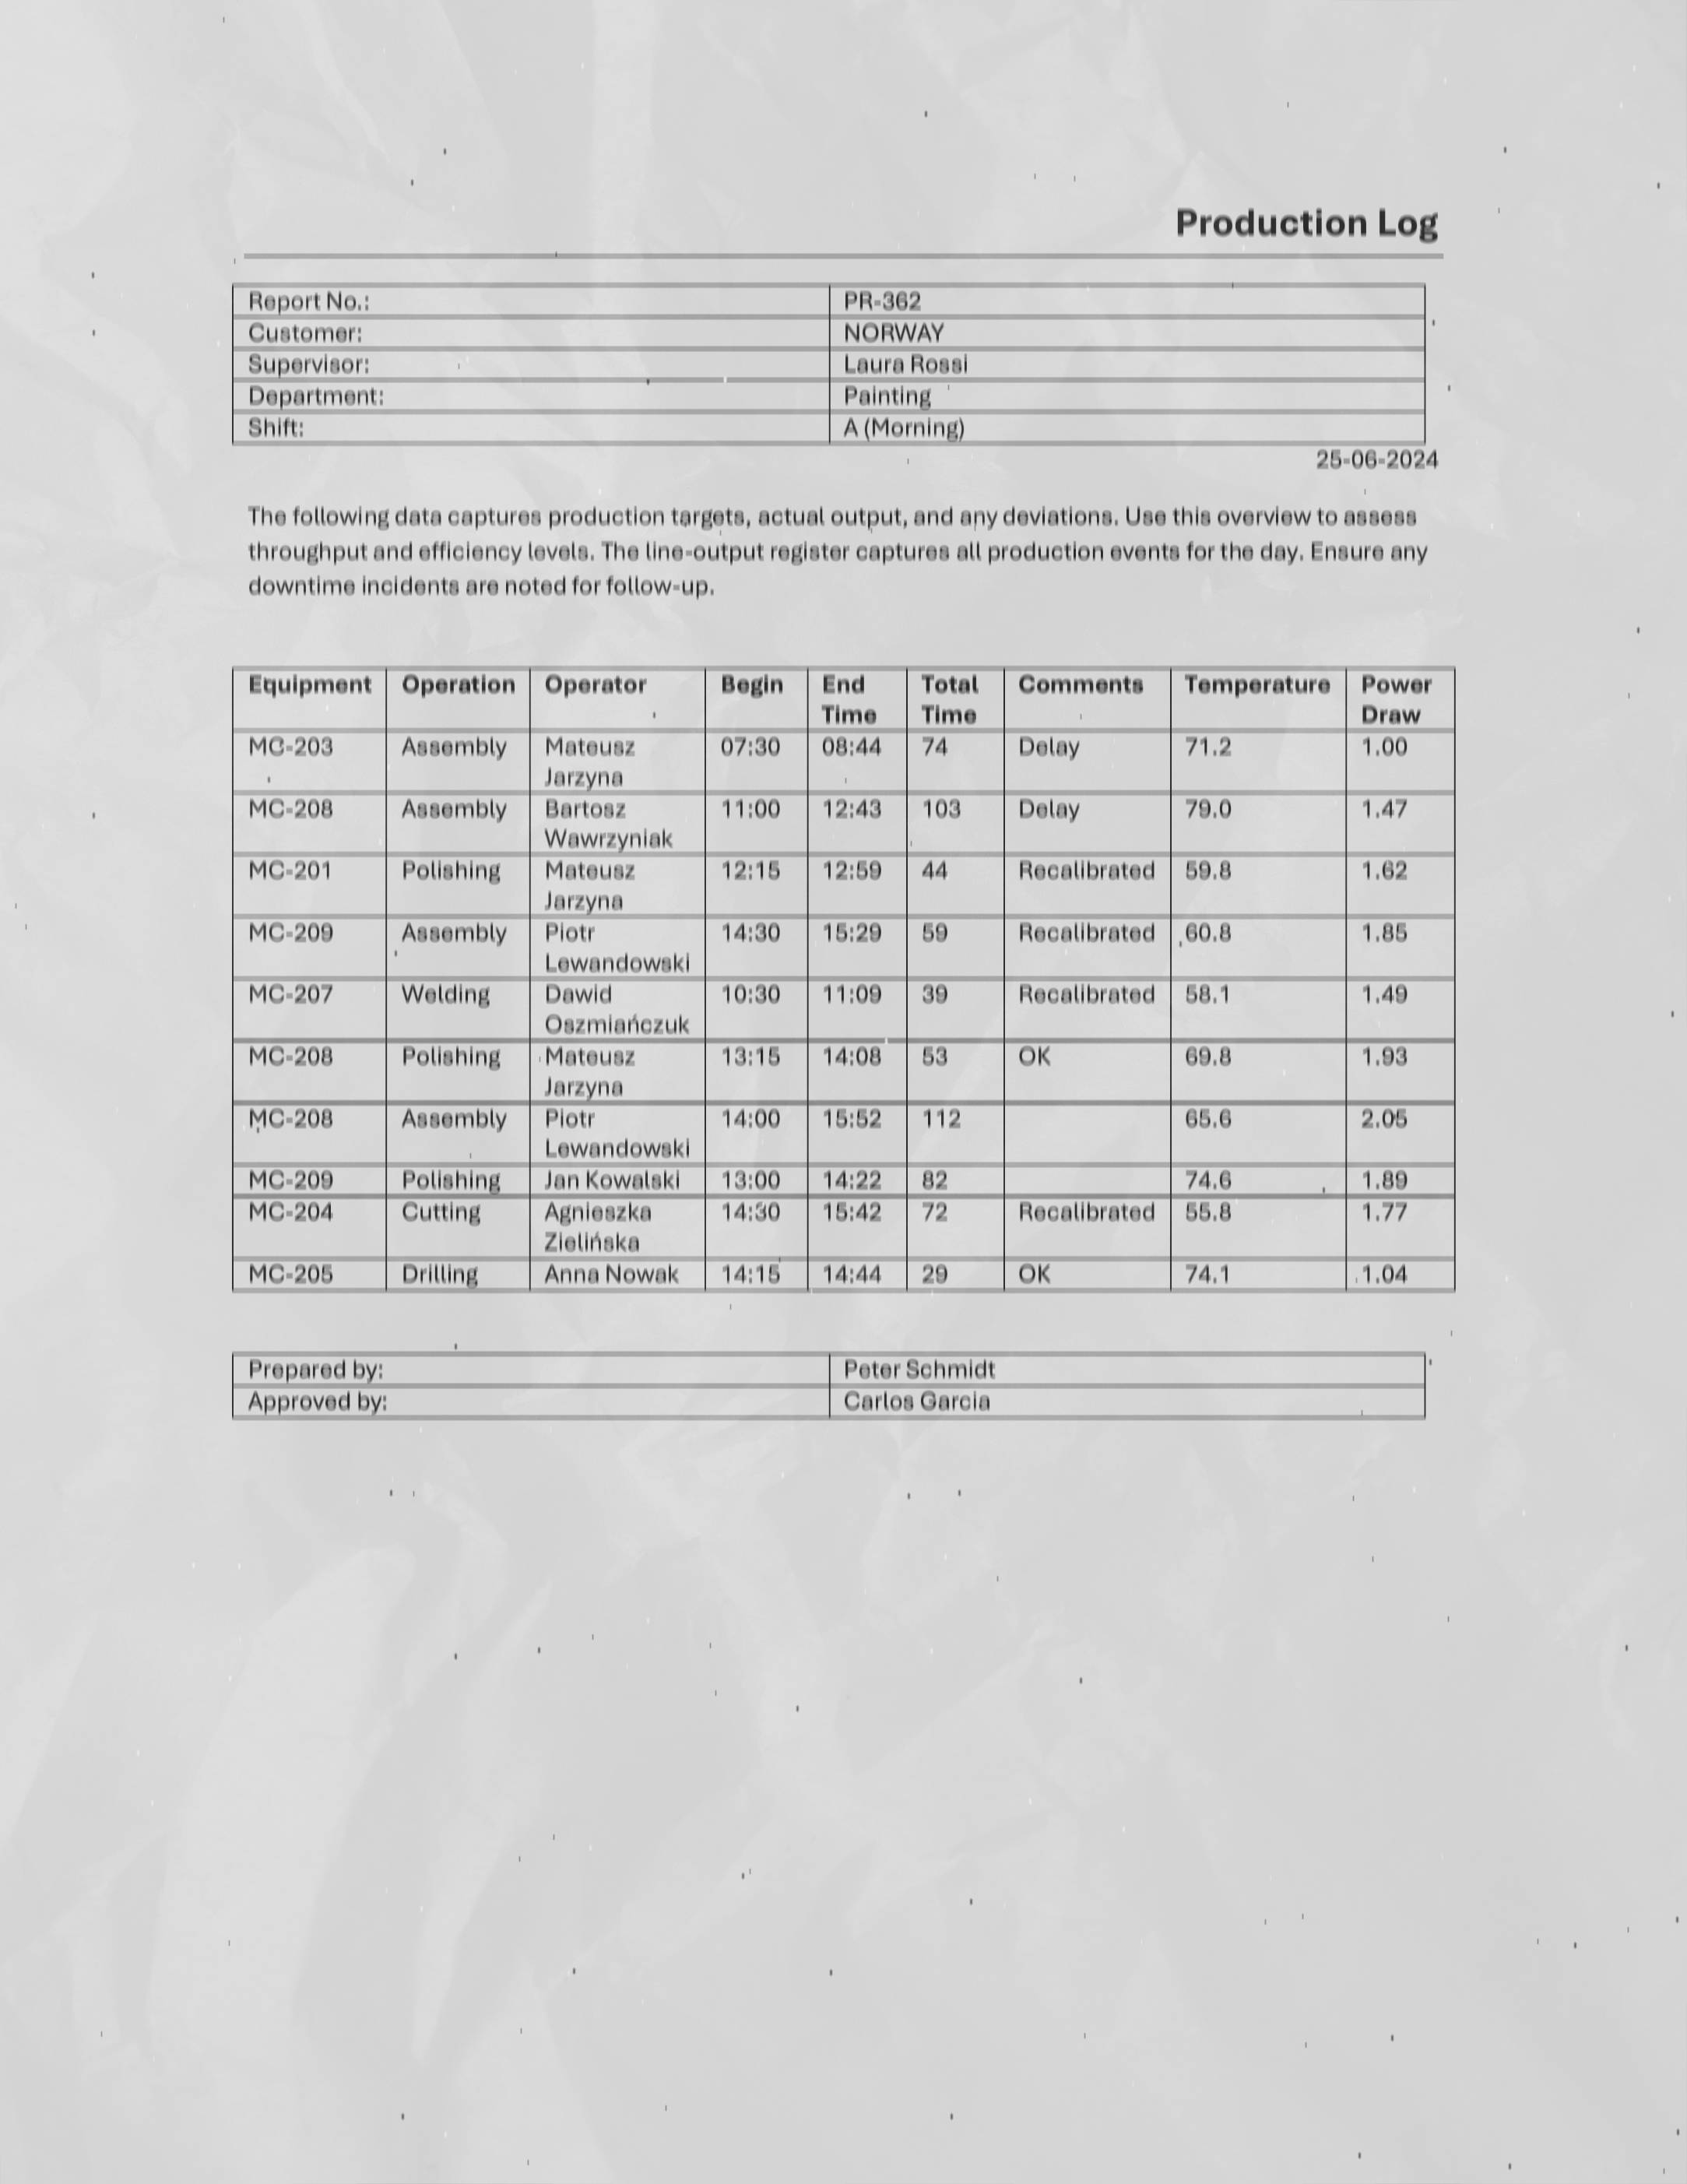 Production Log
Report No.: PR-362
Customer: NORWAY
Supervisor: Laura Rossi
Department: Painting
Shift: A (Morning)
25-06-2024
The following data captures production targets, actual output, and any deviations. Use this overview to assess
throughput and efficiency levels. The line-output register captures all production events for the day. Ensure any
downtime incidents are noted for follow-up.
Equipment Operation Operator Begin End Time Total Time Comments Temperature Power Draw
MC-203 Assembly Mateusz Jarzyna 07:30 08:44 74 Delay 71.2 1.00
MC-208 Assembly Bartosz Wawrzyniak 11:00 12:43 103 Delay 79.0 1.47
MC-201 Polishing Mateusz Jarzyna 12:15 12:59 44 Recalibrated 59.8 1.62
MC-209 Assembly Piotr Lewandowski 14:30 15:29 59 Recalibrated 60.8 1.85
MC-207 Welding Dawid Oszmiańczuk 10:30 11:09 39 Recalibrated 58.1 1.49
MC-208 Polishing Mateusz Jarzyna 13:15 14:08 53 OK 69.8 1.93
MC-208 Assembly Piotr Lewandowski 14:00 15:52 112 65.6 2.05
MC-209 Polishing Jan Kowalski 13:00 14:22 82 74.6 1.89
MC-204 Cutting Agnieszka Zielińska 14:30 15:42 72 Recalibrated 55.8 1.77
MC-205 Drilling Anna Nowak 14:15 14:44 29 OK 74.1 1.04
Prepared by: Peter Schmidt
Approved by: Carlos Garcia